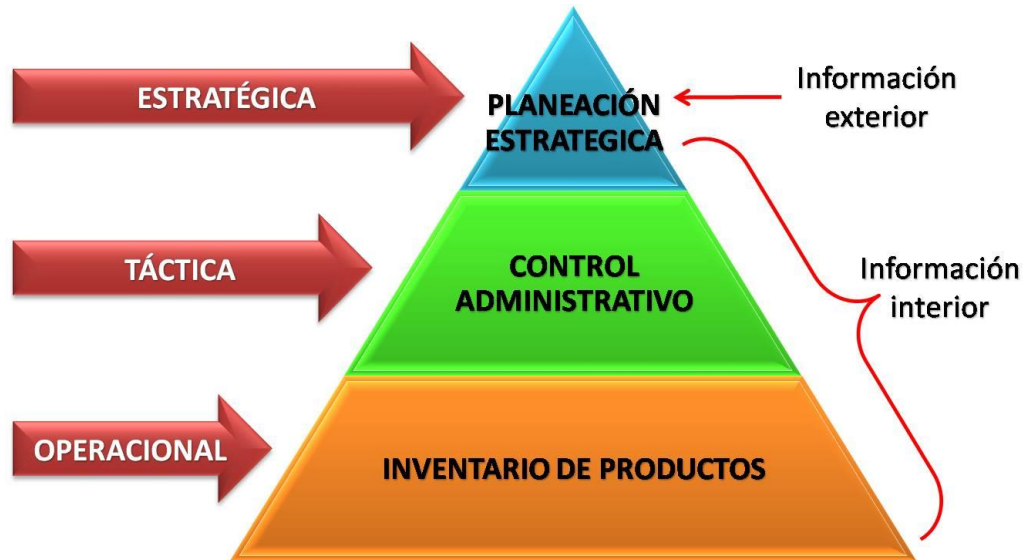 ESTRATÉGICA
PLANEACIÓN
ESTRATEGICA
Información
exterior
TÁCTICA
CONTROL
ADMINISTRATIVO
Información
interior
OPERACIONAL
INVENTARIO DE PRODUCTOS